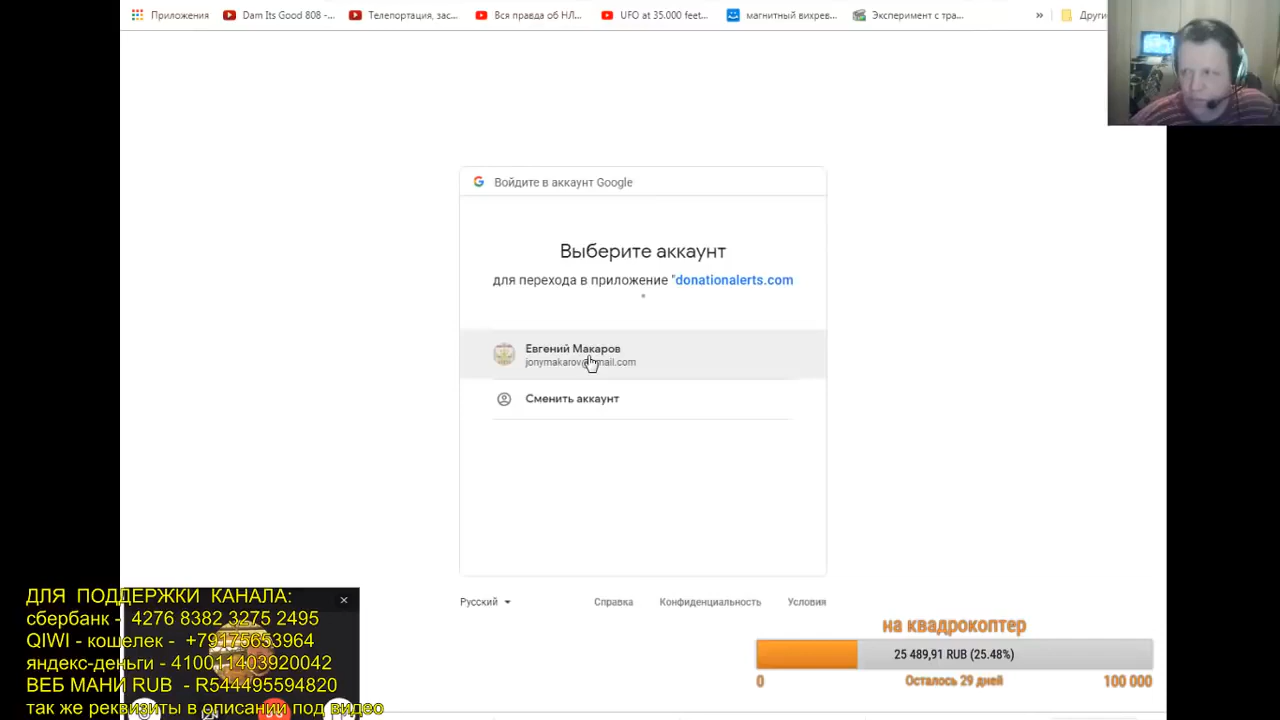 Приложения
Dam Its Good 808 -...
Телепортация, зас...
Вся правда об НЛ...
UFO at 35.000 feet...
магнитный вихрев...
Эксперимент с тра...
»
Други
Войдите в аккаунт Google
Выберите аккаунт
для перехода в приложение "donationalerts.com
"
Евгений Макаров
Сменить аккаунт
Русский
Справка
Конфиденциальность
Условия
ДЛЯ ПОДДЕРЖКИ КАНАЛА:
сбербанк - 4276 8382 3275 2495
QIWI - кошелек - +79175653964
яндекс-деньги - 410011403920042
ВЕБ МАНИ RUB - R544495594820
так же реквизиты в описании под видео
на квадрокоптер
25 489,91 RUB (25.48%)
0
Осталось 29 дней
100 000